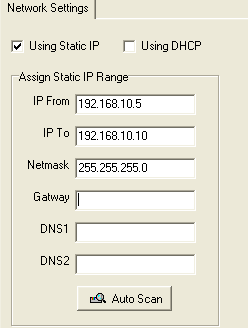 Network Settings
Using Static IP Using DHCP
Assign Static IP Range
IP From 192.168.10.5
IP To 192.168.10.10
Netmask 255.255.255.0
Gatway
DNS1
DNS2
Auto Scan